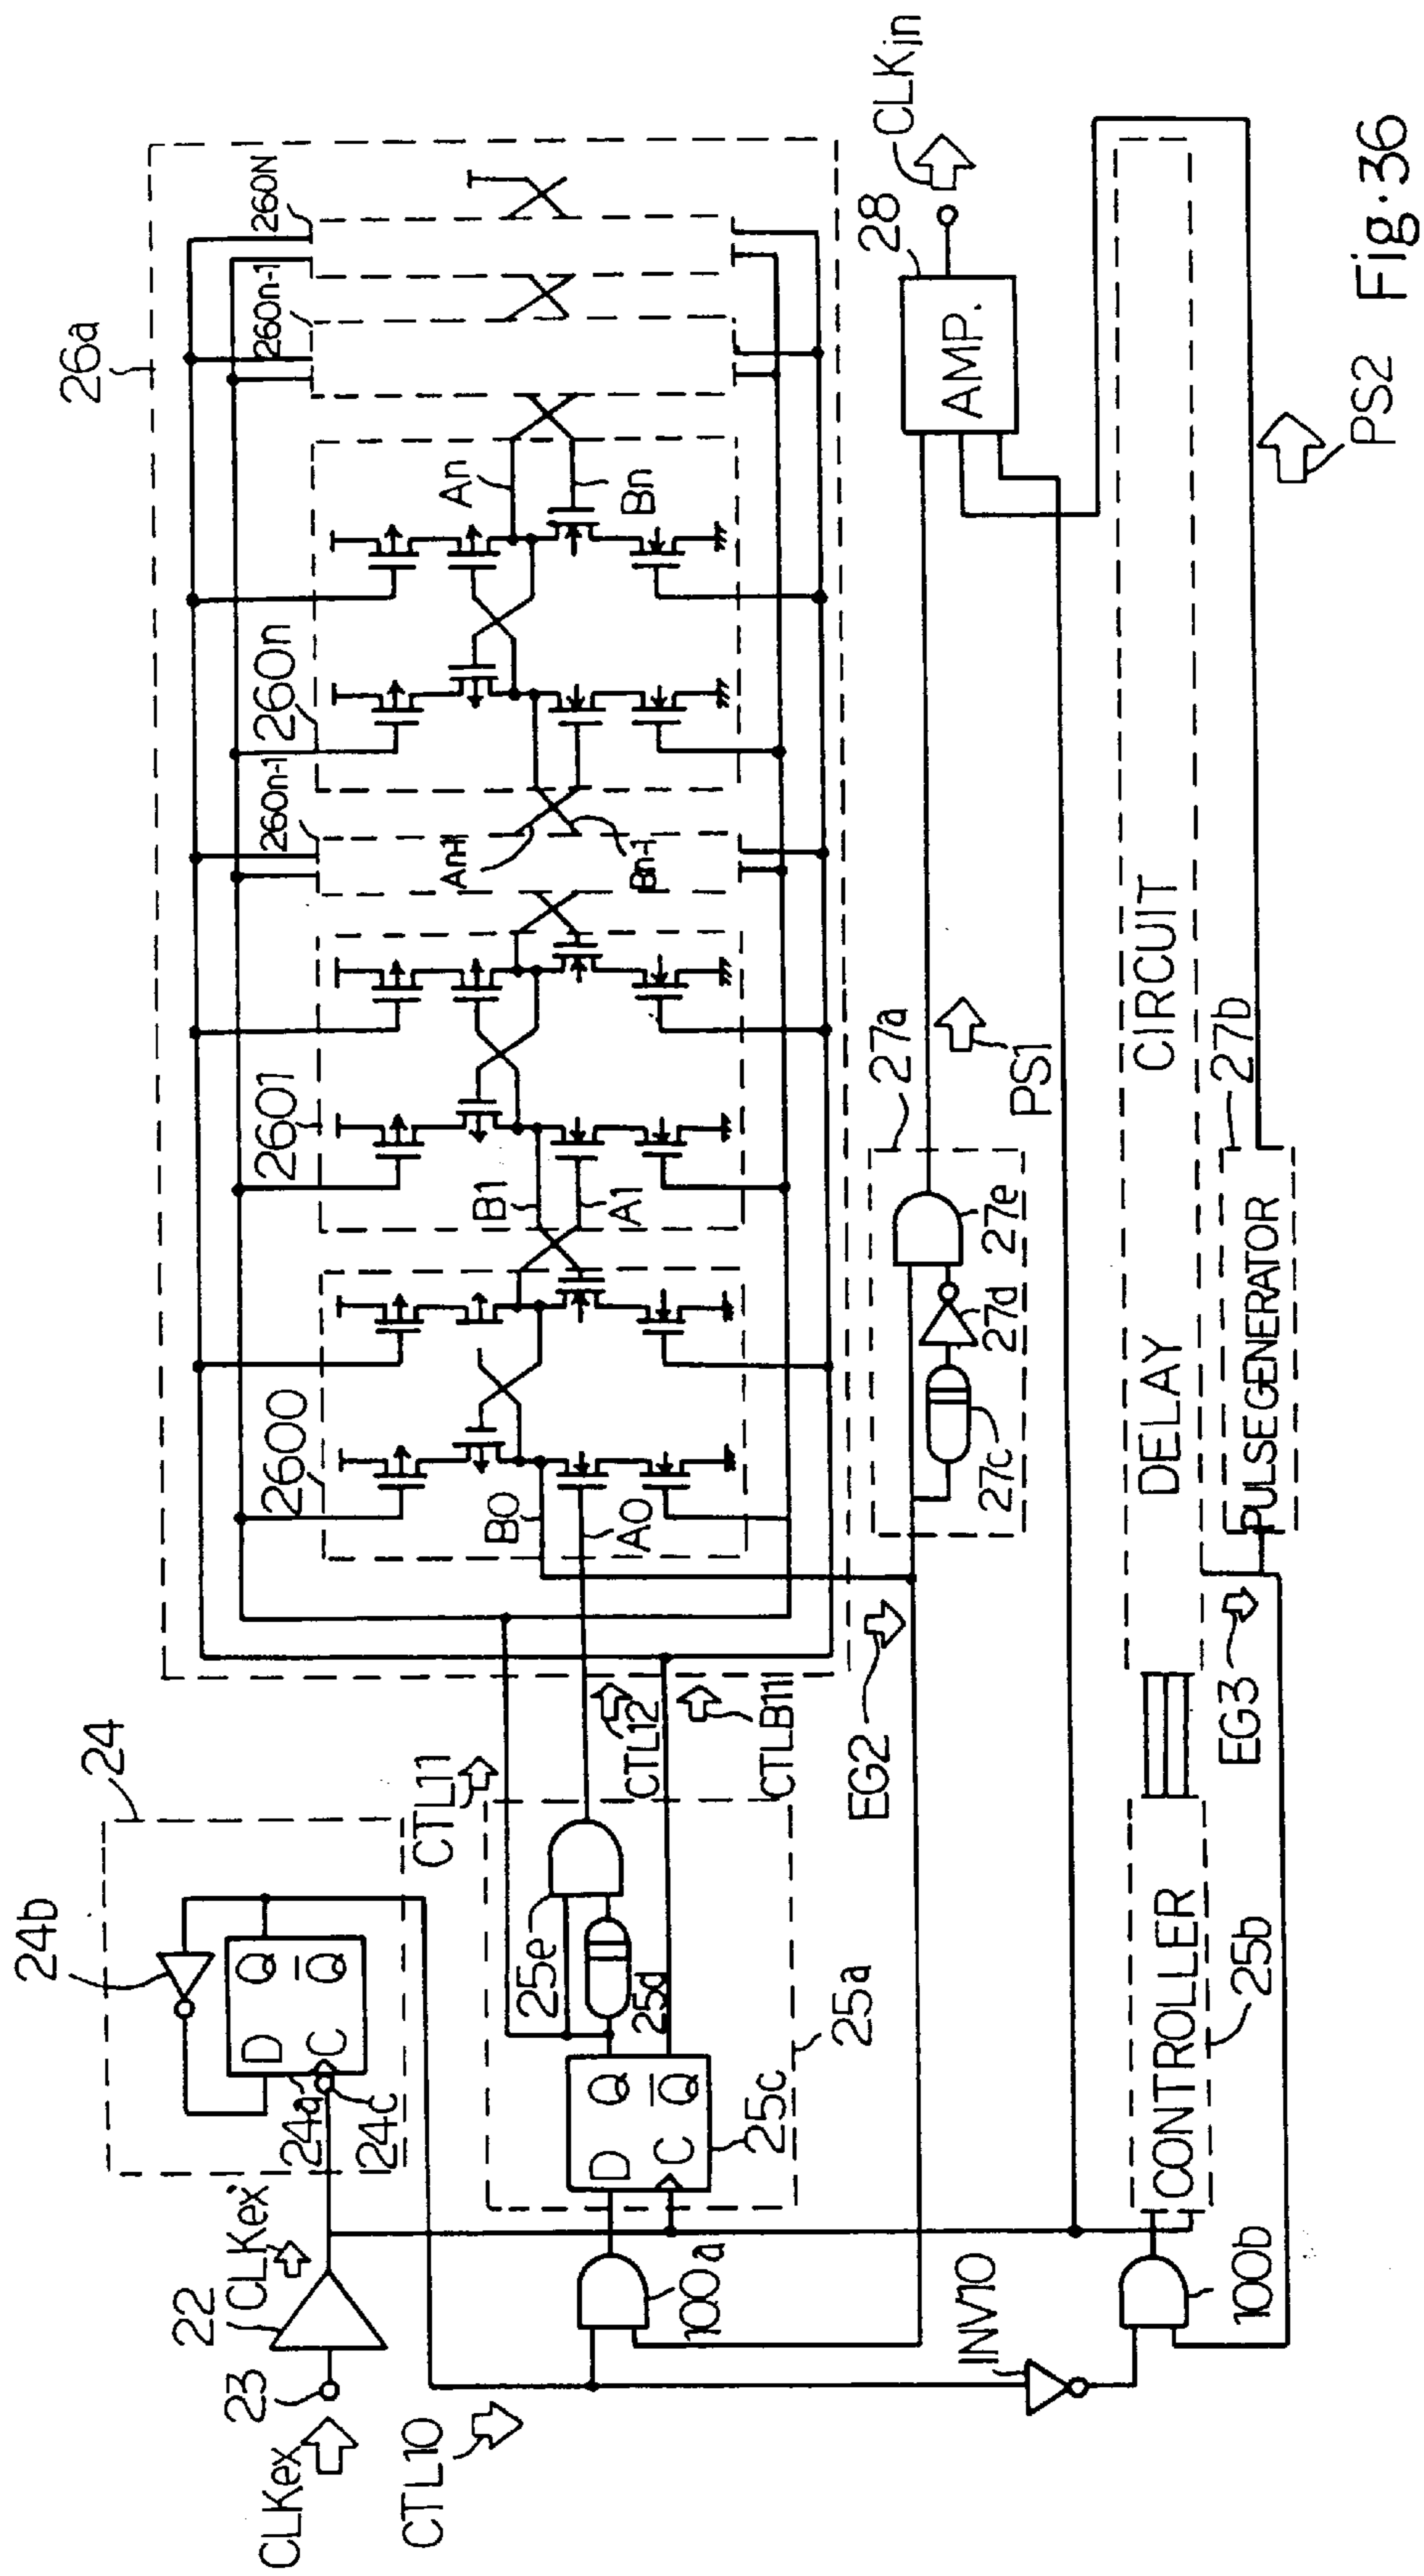 26a
260N
260n-1
An
Bn
260n
260n-1
An-1
Bn-1
2601
B1
A1
2600
B0
A0
24
24b
D Q
C Q
24a
24c
CLKex'
22
23
CLKex
CTL10
CTL11
CTL12
CTLB11
25e
25d
D Q
C Q
25c
25a
100a
EG2
27a
27c
27d
27e
PS1
28
AMP.
CLKin
INV10
100b
CONTROLLER
25b
DELAY CIRCUIT
EG3
PULSE GENERATOR
27b
PS2
Fig. 36